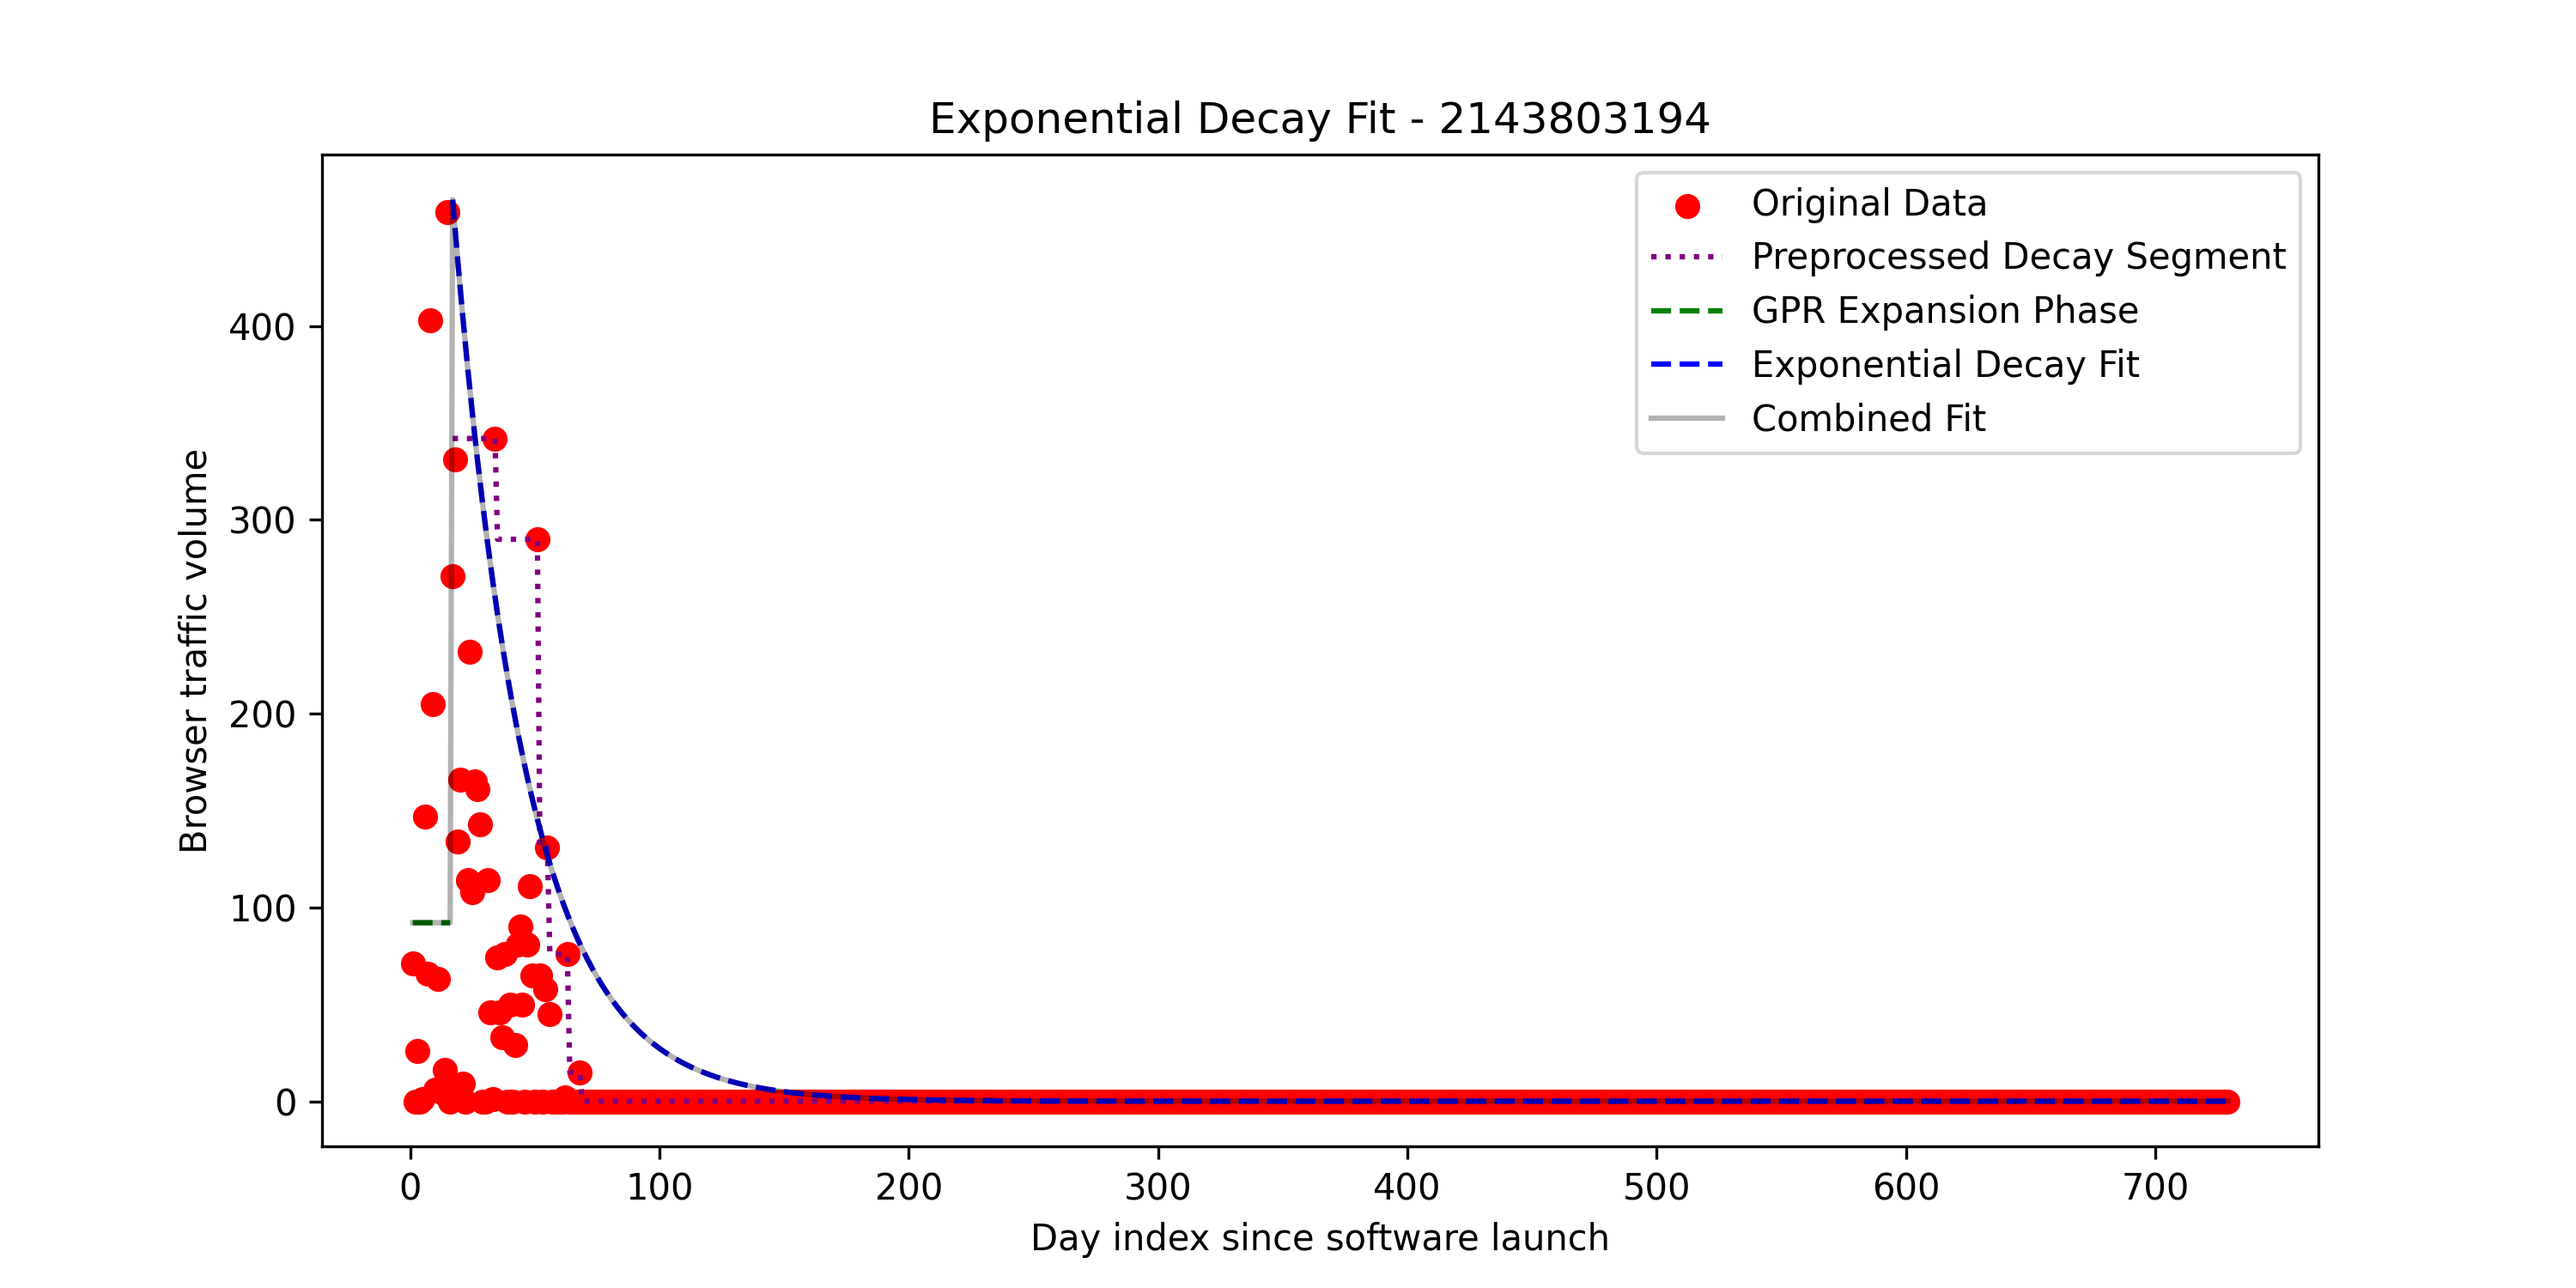 Exponential Decay Fit - 2143803194
Original Data
Preprocessed Decay Segment
GPR Expansion Phase
Exponential Decay Fit
Combined Fit
Browser traffic volume
400
300
200
100
0
0 100 200 300 400 500 600 700
Day index since software launch